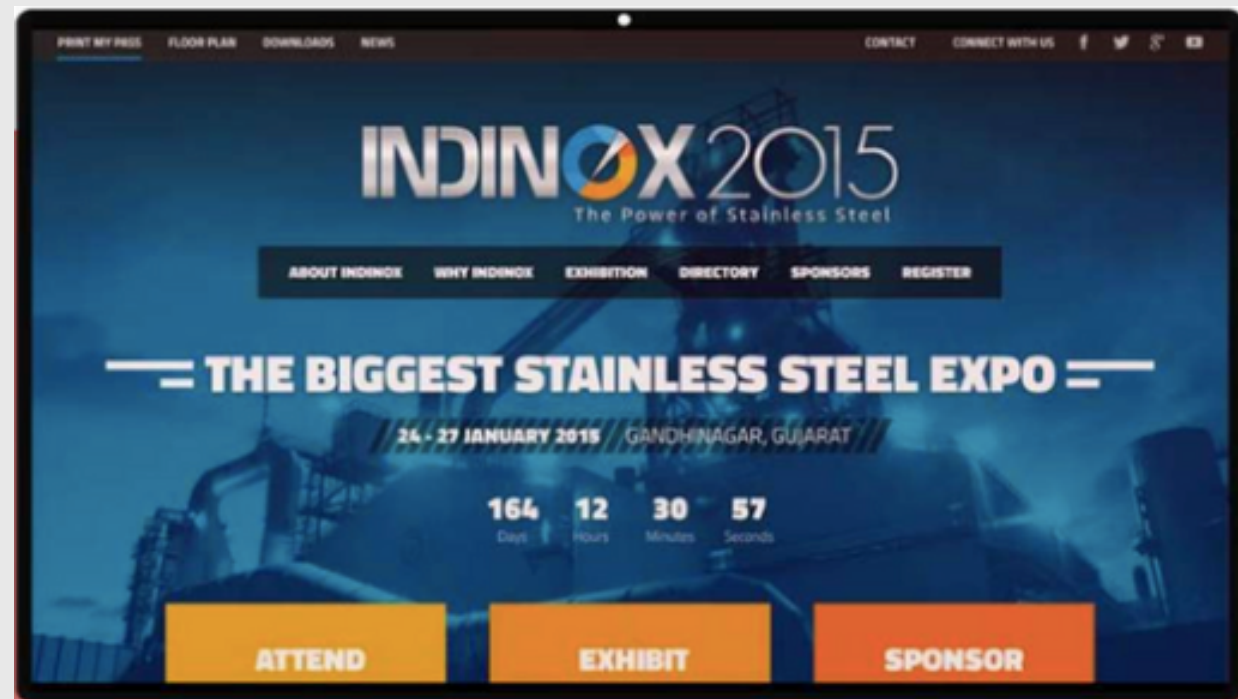 PRINT MY PASS FLOOR PLAN DOWNLOADS NEWS CONTACT CONNECT WITH US
INDINOX 2015
The Power of Stainless Steel
ABOUT INDINOX WHY INDINOX EXHIBITION DIRECTORY SPONSORS REGISTER
THE BIGGEST STAINLESS STEEL EXPO
24 - 27 JANUARY 2015 GANDHINAGAR, GUJARAT
164 12 30 57
Days Hours Minutes Seconds
ATTEND EXHIBIT SPONSOR